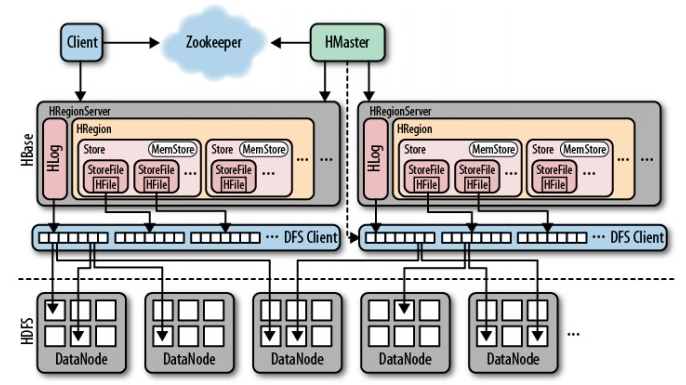 Client
Zookeeper
HMaster
HBase
HRegionServer
HLog
HRegion
Store
MemStore
StoreFile
HFile
StoreFile
HFile
...
Store
MemStore
StoreFile
HFile
...
...
...
HRegionServer
HLog
HRegion
Store
MemStore
StoreFile
HFile
StoreFile
HFile
...
Store
MemStore
StoreFile
HFile
...
...
...
... DFS Client
... DFS Client
HDFS
DataNode
DataNode
DataNode
DataNode
DataNode
...